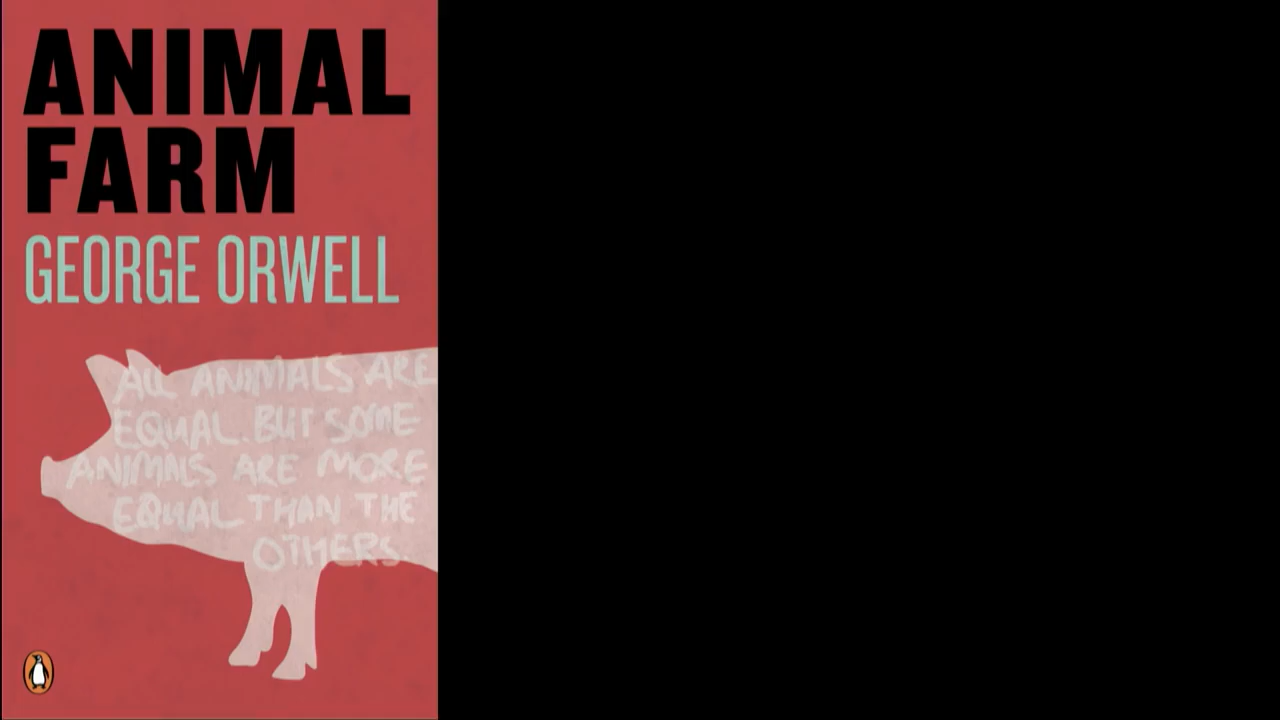 ANIMAL
FARM
GEORGE ORWELL
ALL ANIMALS ARE
EQUAL. BUT SOME
ANIMALS ARE MORE
EQUAL THAN THE
OTHERS.